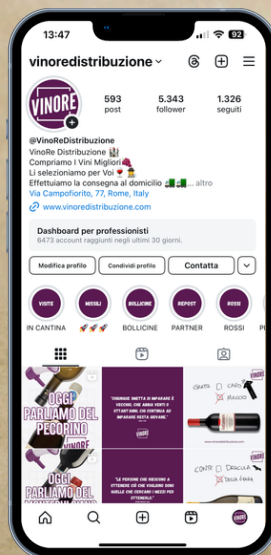 13:47
92
vinoredistribuzione
VINORE
593
5.343
1.326
post
follower
seguiti
@VinoReDistribuzione
VinoRe Distribuzione
Compriamo I Vini Migliori
Li selezioniamo per Voi
Effettuiamo la consegna al domicilio ... altro
Via Campofiorito, 77, Rome, Italy
www.vinoredistribuzione.com
Dashboard per professionisti
6473 account raggiunti negli ultimi 30 giorni.
Modifica profilo
Condividi profilo
Contatta
VISITE
MISSILI
BOLLICINE
REPOST
ROSSI
IN CANTINA
BOLLICINE
PARTNER
ROSSI
OGGI
PARLIAMO DEL
PECORINO
VINORE
"CHIUNQUE SMETTA DI IMPARARE È
VECCHIO, CHE ABBIA VENTI O
OTTANT'ANNI. CHI CONTINUA AD
IMPARARE RESTA GIOVANE."
OGGI
PARLIAMO DEL
"LE PERSONE CHE RIESCONO A
OTTENERE CIÒ CHE VOGLIONO SONO
QUELLE CHE CERCANO I MEZZI PER
OTTENERLO."
CONTE
DRACULA
VINORE